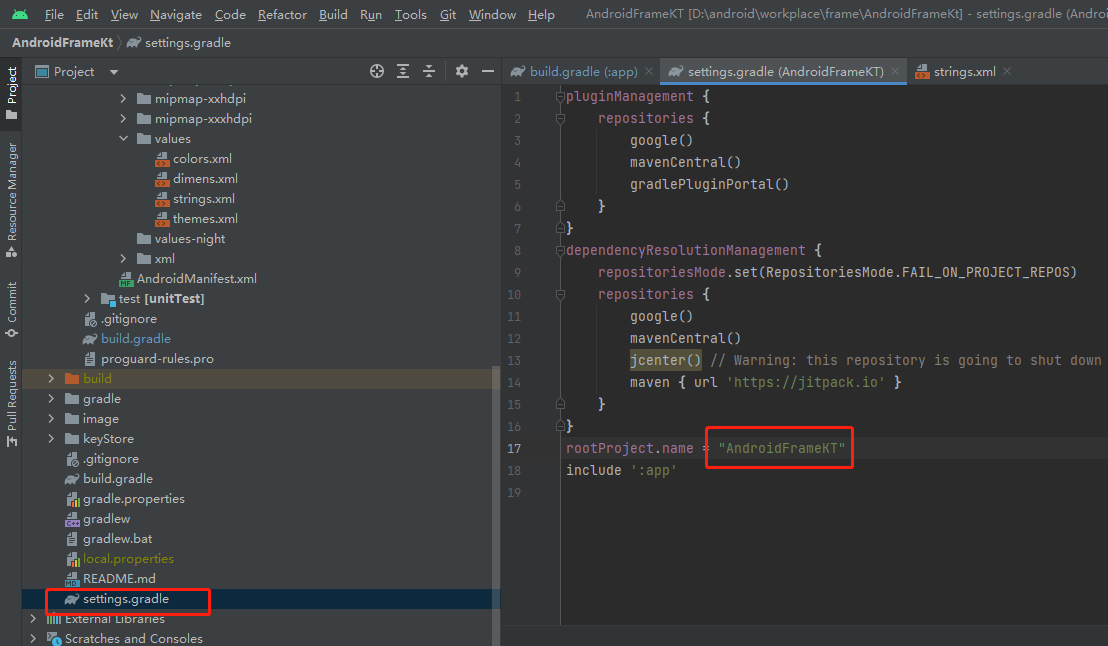 File Edit View Navigate Code Refactor Build Run Tools Git Window Help AndroidFrameKT [D:\android\workplace\frame\AndroidFrameKt] - settings.gradle (Andro
AndroidFrameKt settings.gradle
Project
Resource Manager
Commit
Pull Requests
Project
mipmap-xxhdpi
mipmap-xxxhdpi
values
colors.xml
dimens.xml
strings.xml
themes.xml
values-night
xml
AndroidManifest.xml
test [unitTest]
.gitignore
build.gradle
proguard-rules.pro
build
gradle
image
keyStore
.gitignore
build.gradle
gradle.properties
gradlew
gradlew.bat
local.properties
README.md
settings.gradle
External Libraries
Scratches and Consoles
build.gradle (:app) settings.gradle (AndroidFrameKT) strings.xml
1 pluginManagement {
2 repositories {
3 google()
4 mavenCentral()
5 gradlePluginPortal()
6 }
7 }
8 dependencyResolutionManagement {
9 repositoriesMode.set(RepositoriesMode.FAIL_ON_PROJECT_REPOS)
10 repositories {
11 google()
12 mavenCentral()
13 jcenter() // Warning: this repository is going to shut down
14 maven { url 'https://jitpack.io' }
15 }
16 }
17 rootProject.name = "AndroidFrameKT"
18 include ':app'
19